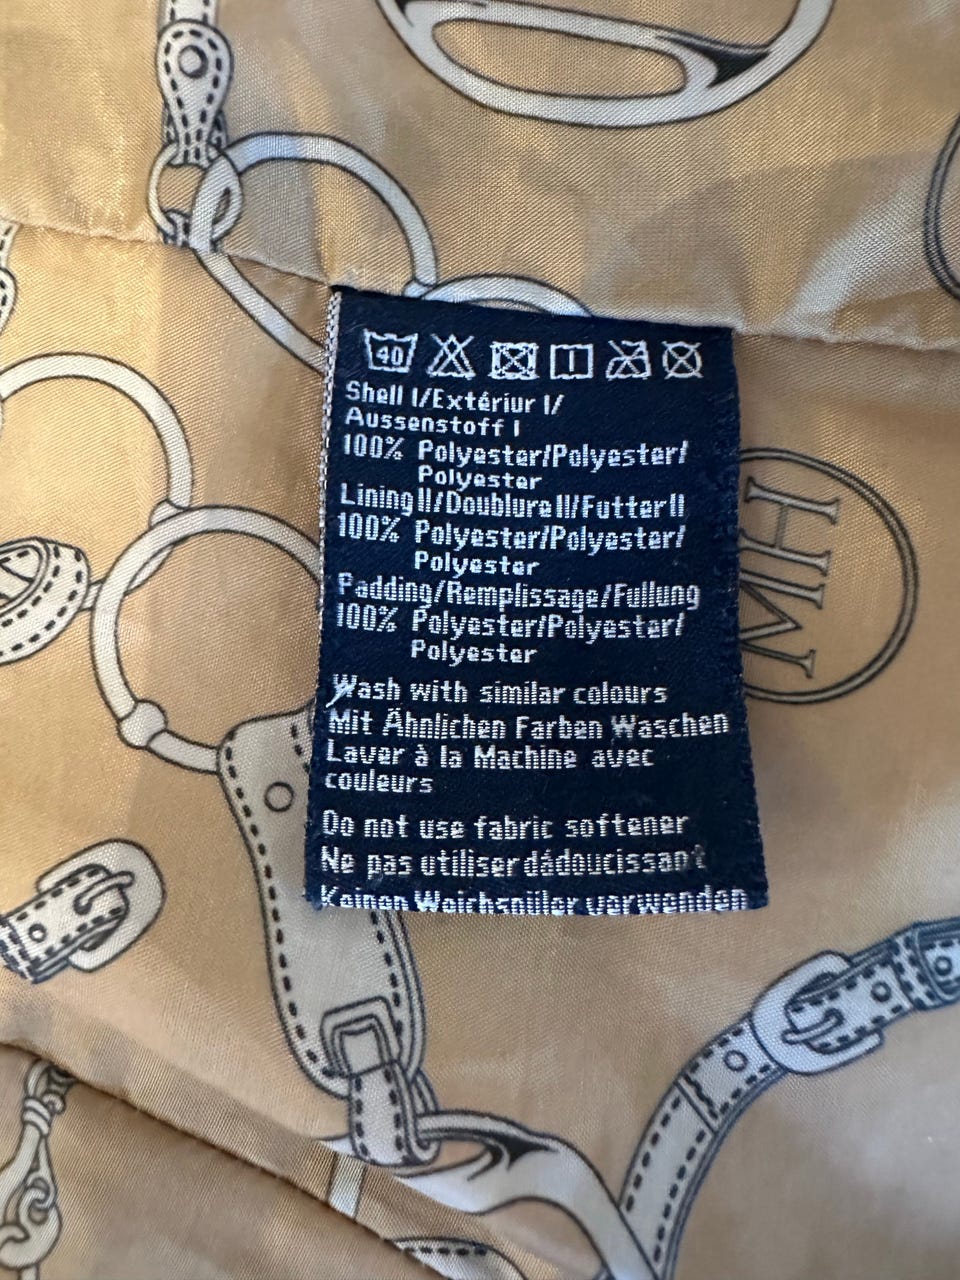 40
Shell I/Extériur I/
Aussenstoff I
100% Polyester/Polyester/
Polyester
Lining II/Doublure II/Futter II
100% Polyester/Polyester/
Polyester
Padding/Remplissage/Fullung
100% Polyester/Polyester/
Polyester
Wash with similar colours
Mit Ähnlichen Farben Waschen
Laver à la Machine avec
couleurs
Do not use fabric softener
Ne pas utiliser dádoucissant
Keinen Weichspüler verwenden
HW